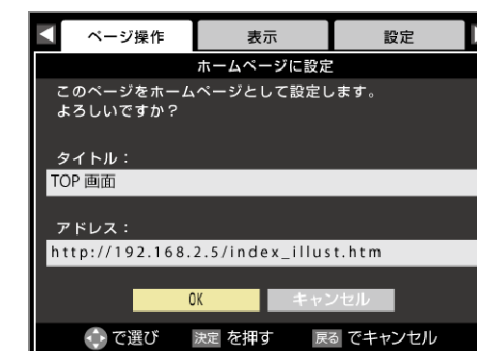 ページ操作 表示 設定
ホームページに設定
このページをホームページとして設定します。
よろしいですか？
タイトル：
TOP 画面
アドレス：
http://192.168.2.5/index_illust.htm
OK キャンセル
で選び 決定 を押す 戻る でキャンセル